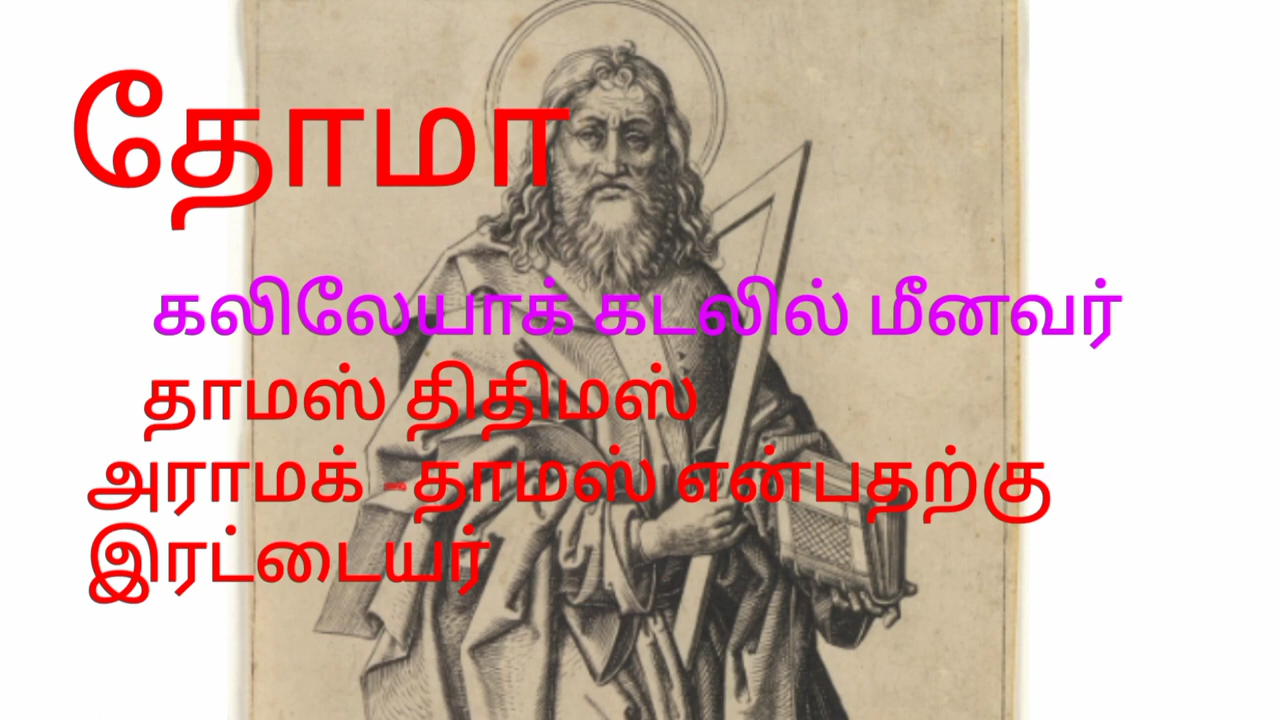 தோமா
கலிலேயாக் கடலில் மீனவர்
தாமஸ் திதிமஸ்
அராமக் -தாமஸ் என்பதற்கு
இரட்டையர்